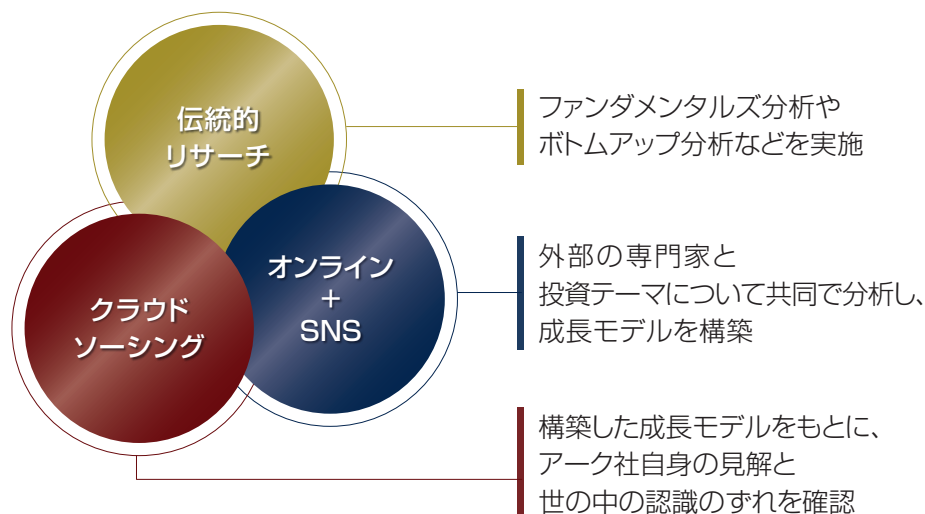 伝統的
リサーチ
ファンダメンタルズ分析や
ボトムアップ分析などを実施
オンライン
+
SNS
外部の専門家と
投資テーマについて共同で分析し、
成長モデルを構築
クラウド
ソーシング
構築した成長モデルをもとに、
アーク社自身の見解と
世の中の認識のずれを確認